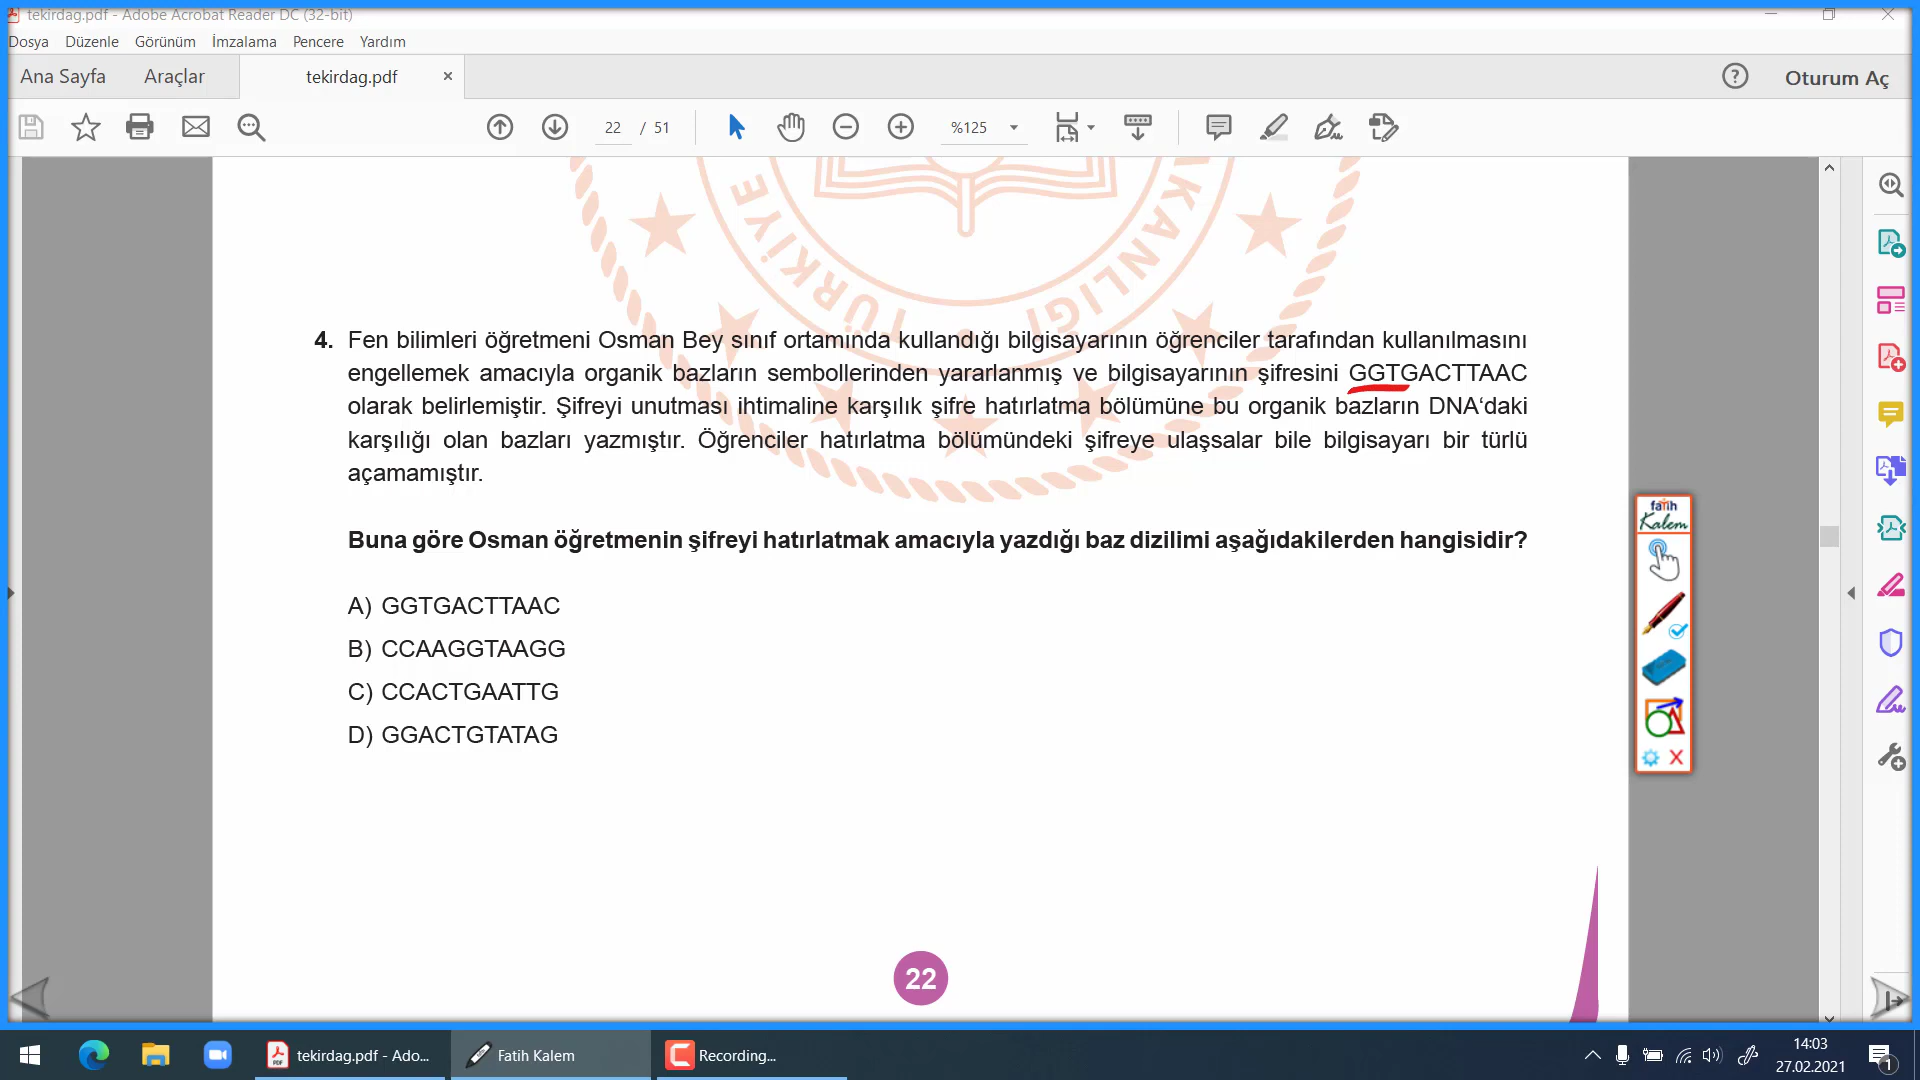 tekirdag.pdf - Adobe Acrobat Reader DC (32-bit)
Dosya Düzenle Görünüm İmzalama Pencere Yardım
Ana Sayfa Araçlar tekirdag.pdf × Oturum Aç
22 / 51 %125
TÜRKİYE
KANLIĞI
4. Fen bilimleri öğretmeni Osman Bey sınıf ortamında kullandığı bilgisayarının öğrenciler tarafından kullanılmasını
engellemek amacıyla organik bazların sembollerinden yararlanmış ve bilgisayarının şifresini GGTGACTTAAC
olarak belirlemiştir. Şifreyi unutması ihtimaline karşılık şifre hatırlatma bölümüne bu organik bazların DNA‘daki
karşılığı olan bazları yazmıştır. Öğrenciler hatırlatma bölümündeki şifreye ulaşsalar bile bilgisayarı bir türlü
açamamıştır.
Buna göre Osman öğretmenin şifreyi hatırlatmak amacıyla yazdığı baz dizilimi aşağıdakilerden hangisidir?
A) GGTGACTTAAC
B) CCAAGGTAAGG
C) CCACTGAATTG
D) GGACTGTATAG
fatih
Kalem
22
tekirdag.pdf - Ado...
Fatih Kalem
Recording...
14:03
27.02.2021
1